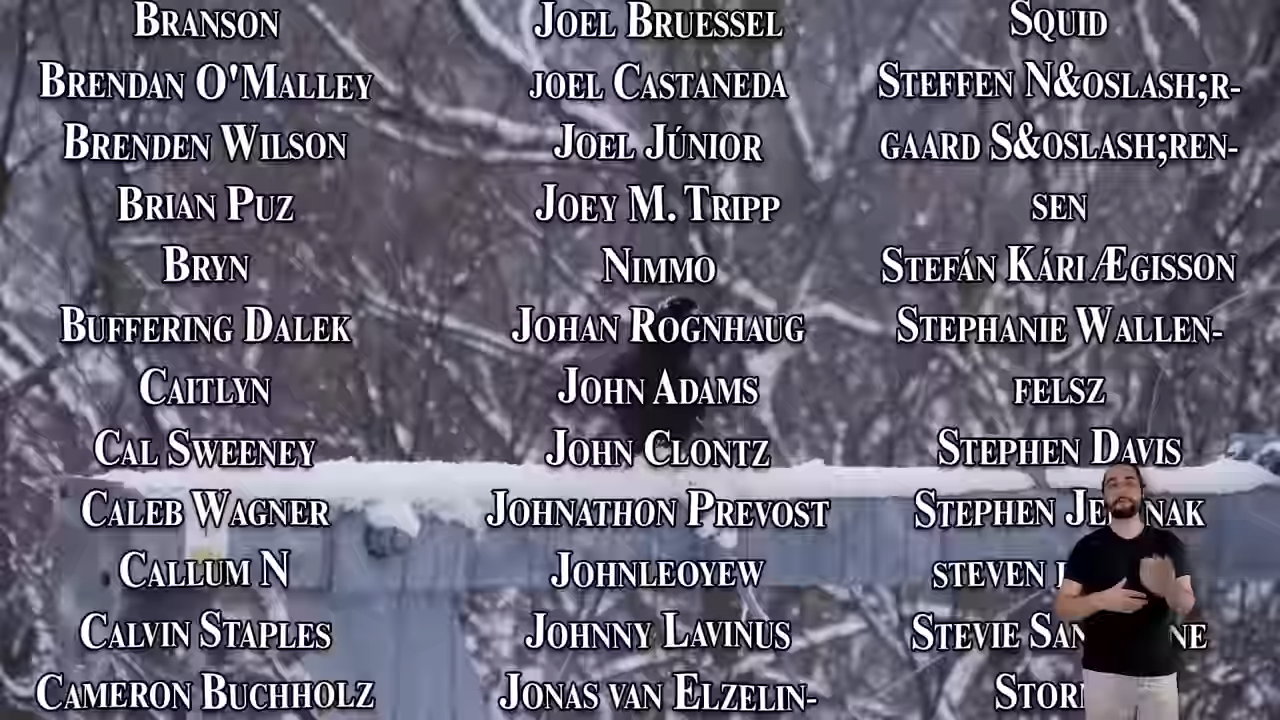 Branson
Brendan O'Malley
Brenden Wilson
Brian Puz
Bryn
Buffering Dalek
Caitlyn
Cal Sweeney
Caleb Wagner
Callum N
Calvin Staples
Cameron Buchholz
Joel Bruessel
joel Castaneda
Joel Júnior
Joey M. Tripp
Nimmo
Johan Rognhaug
John Adams
John Clontz
Johnathon Prevost
Johnleoyew
Johnny Lavinus
Jonas van Elzelin-
Squid
Steffen N&oslash;r-
gaard S&oslash;ren-
sen
Stefán Kári Ægisson
Stephanie Wallen-
felsz
Stephen Davis
Stephen
steven
Stevie